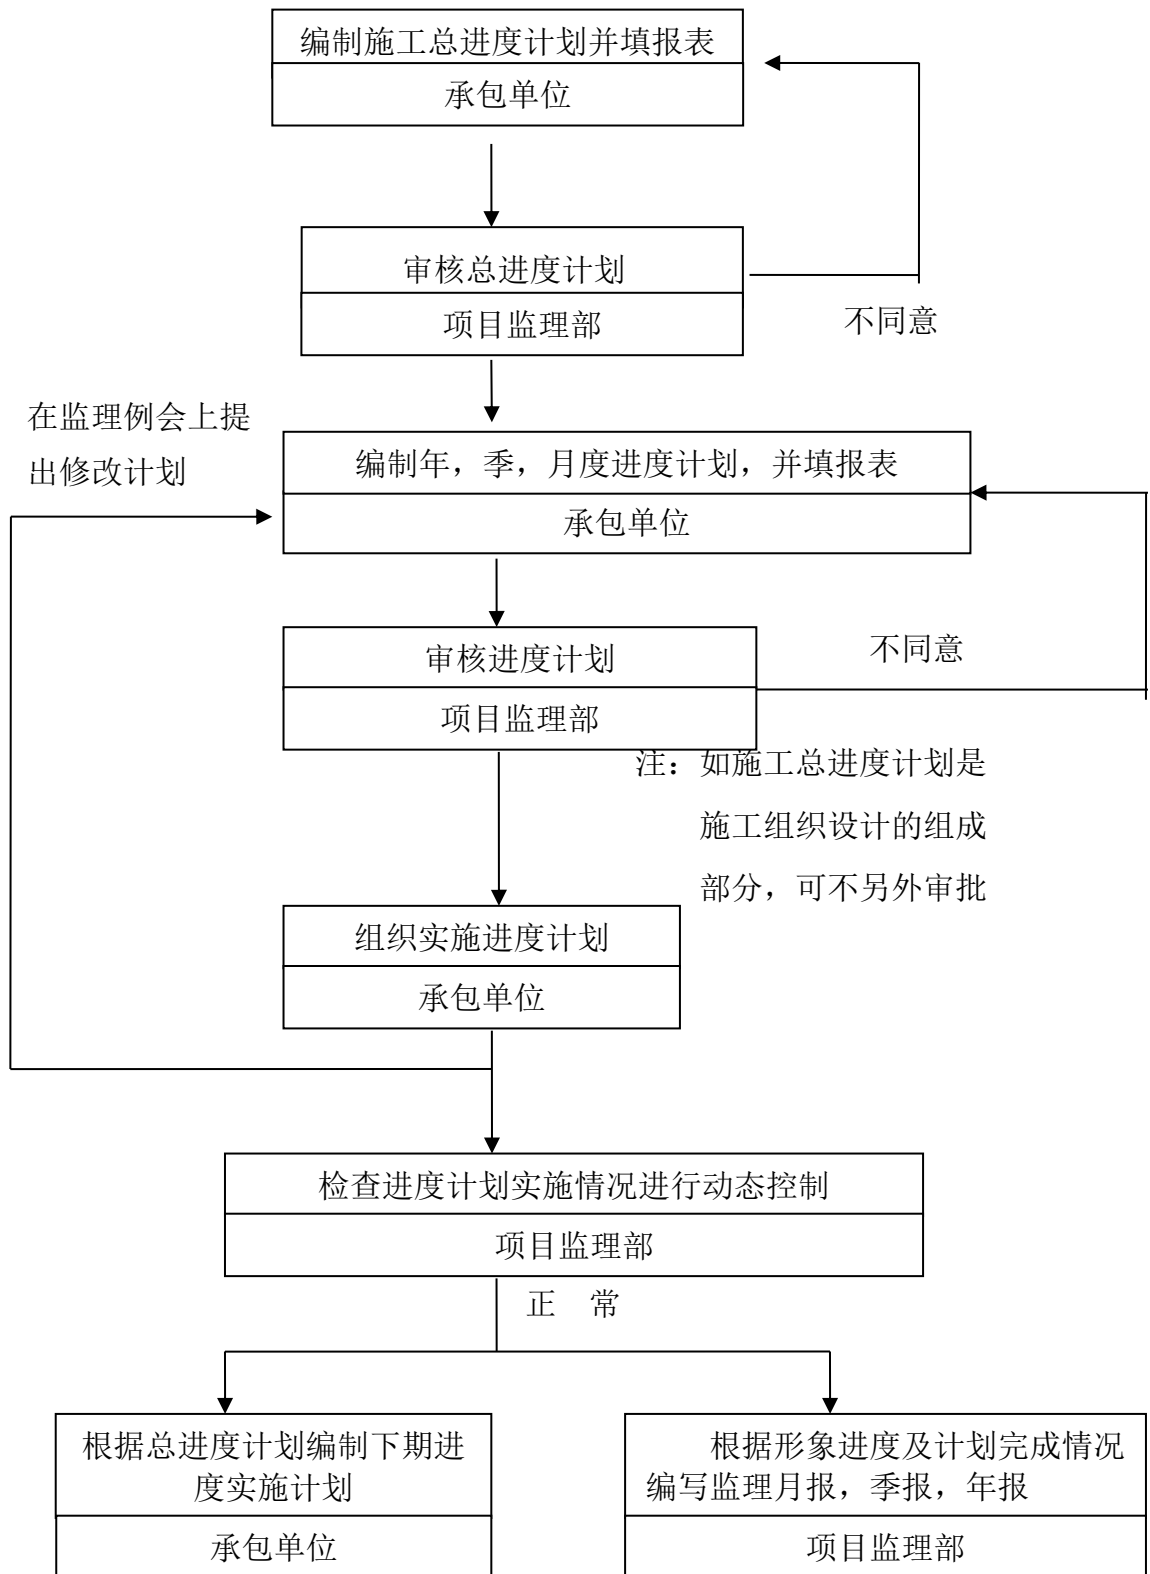 编制施工总进度计划并填报表
承包单位
审核总进度计划
项目监理部
不同意
在监理例会上提
出修改计划
编制年，季，月度进度计划，并填报表
承包单位
审核进度计划
项目监理部
不同意
注：如施工总进度计划是
施工组织设计的组成
部分，可不另外审批
组织实施进度计划
承包单位
检查进度计划实施情况进行动态控制
项目监理部
正　常
根据总进度计划编制下期进
度实施计划
承包单位
根据形象进度及计划完成情况
编写监理月报，季报，年报
项目监理部